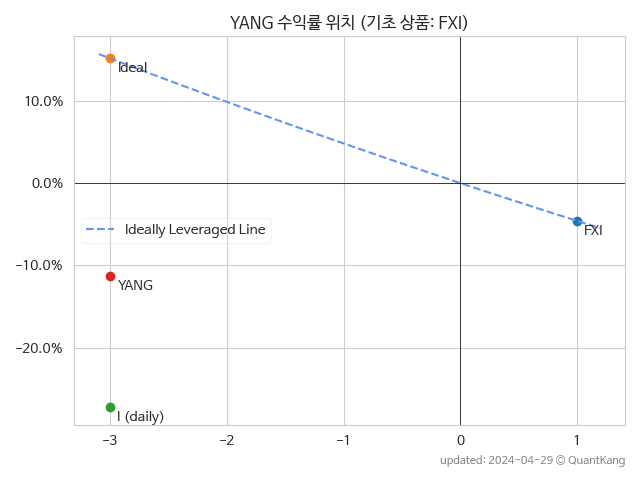 YANG 수익률 위치 (기초 상품: FXI)
Ideal
10.0%
0.0%
FXI
Ideally Leveraged Line
-10.0%
YANG
-20.0%
I (daily)
-3
-2
-1
0
1
updated: 2024-04-29 © QuantKang